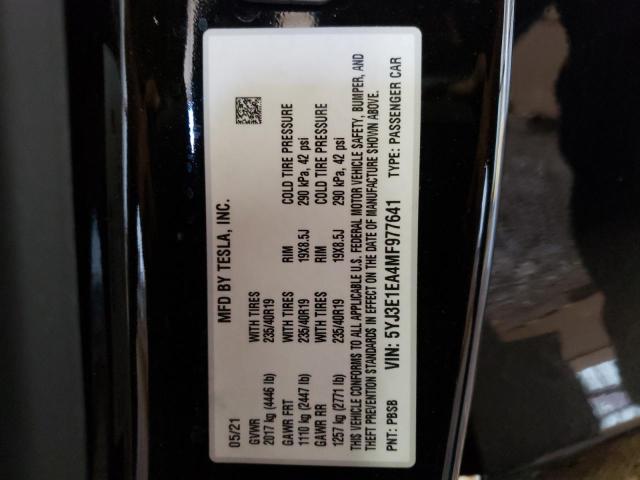 05/21 MFD BY TESLA, INC.
GVWR WITH TIRES
2017 kg (4446 lb) 235/40R19
GAWR FRT WITH TIRES RIM COLD TIRE PRESSURE
1110 kg (2447 lb) 235/40R19 19X8.5J 290 kPa, 42 psi
GAWR RR WITH TIRES RIM COLD TIRE PRESSURE
1257 kg (2771 lb) 235/40R19 19X8.5J 290 kPa, 42 psi
THIS VEHICLE CONFORMS TO ALL APPLICABLE U.S. FEDERAL MOTOR VEHICLE SAFETY, BUMPER, AND
THEFT PREVENTION STANDARDS IN EFFECT ON THE DATE OF MANUFACTURE SHOWN ABOVE.
PNT: PBSB VIN: 5YJ3E1EA4MF977641 TYPE: PASSENGER CAR